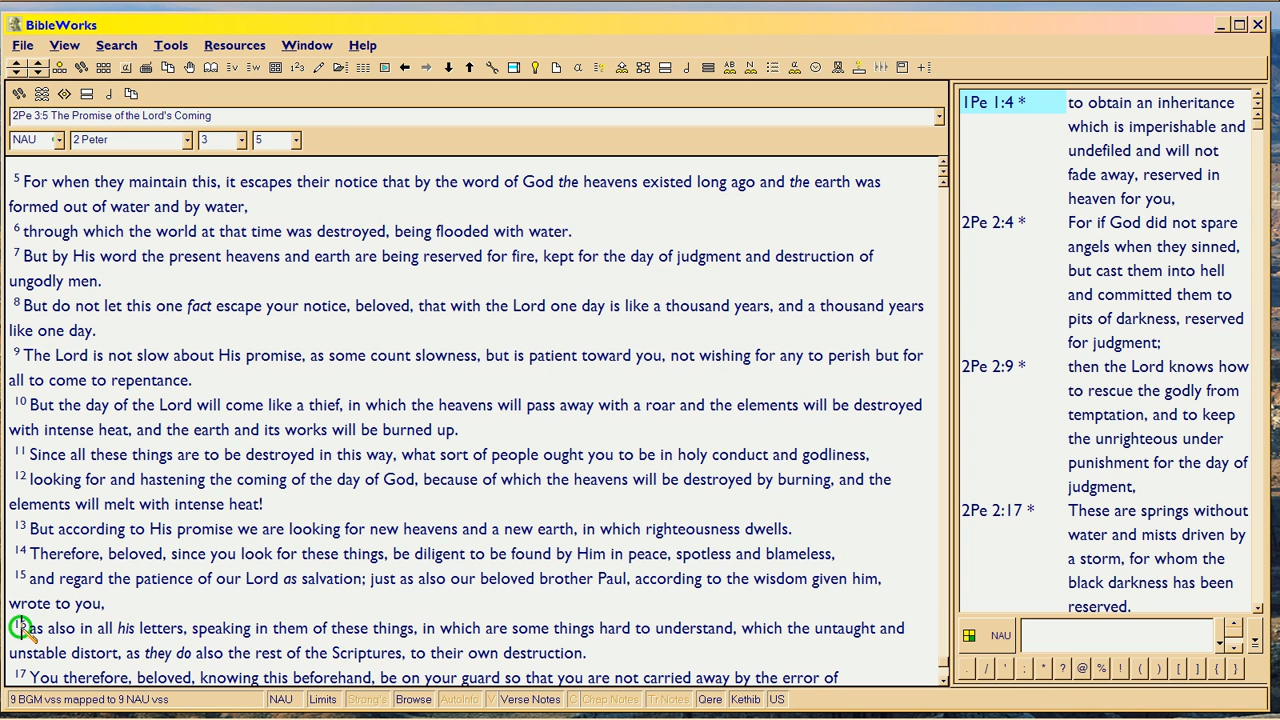 BibleWorks
File View Search Tools Resources Window Help
2Pe 3:5 The Promise of the Lord's Coming
NAU 2 Peter 3 5
5 For when they maintain this, it escapes their notice that by the word of God the heavens existed long ago and the earth was
formed out of water and by water,
6 through which the world at that time was destroyed, being flooded with water.
7 But by His word the present heavens and earth are being reserved for fire, kept for the day of judgment and destruction of
ungodly men.
8 But do not let this one fact escape your notice, beloved, that with the Lord one day is like a thousand years, and a thousand years
like one day.
9 The Lord is not slow about His promise, as some count slowness, but is patient toward you, not wishing for any to perish but for
all to come to repentance.
10 But the day of the Lord will come like a thief, in which the heavens will pass away with a roar and the elements will be destroyed
with intense heat, and the earth and its works will be burned up.
11 Since all these things are to be destroyed in this way, what sort of people ought you to be in holy conduct and godliness,
12 looking for and hastening the coming of the day of God, because of which the heavens will be destroyed by burning, and the
elements will melt with intense heat!
13 But according to His promise we are looking for new heavens and a new earth, in which righteousness dwells.
14 Therefore, beloved, since you look for these things, be diligent to be found by Him in peace, spotless and blameless,
15 and regard the patience of our Lord as salvation; just as also our beloved brother Paul, according to the wisdom given him,
wrote to you,
as also in all his letters, speaking in them of these things, in which are some things hard to understand, which the untaught and
unstable distort, as they do also the rest of the Scriptures, to their own destruction.
17 You therefore, beloved, knowing this beforehand, be on your guard so that you are not carried away by the error of
1Pe 1:4 * to obtain an inheritance
which is imperishable and
undefiled and will not
fade away, reserved in
heaven for you,
2Pe 2:4 * For if God did not spare
angels when they sinned,
but cast them into hell
and committed them to
pits of darkness, reserved
for judgment;
2Pe 2:9 * then the Lord knows how
to rescue the godly from
temptation, and to keep
the unrighteous under
punishment for the day of
judgment,
2Pe 2:17 * These are springs without
water and mists driven by
a storm, for whom the
black darkness has been
reserved.
NAU
. / ' ; * ? @ % ! ( ) [ ] { }
9 BGM vss mapped to 9 NAU vss NAU Limits Strong's Browse AutoInfo V Verse Notes C Chap Notes Tr Notes Qere Kethib US